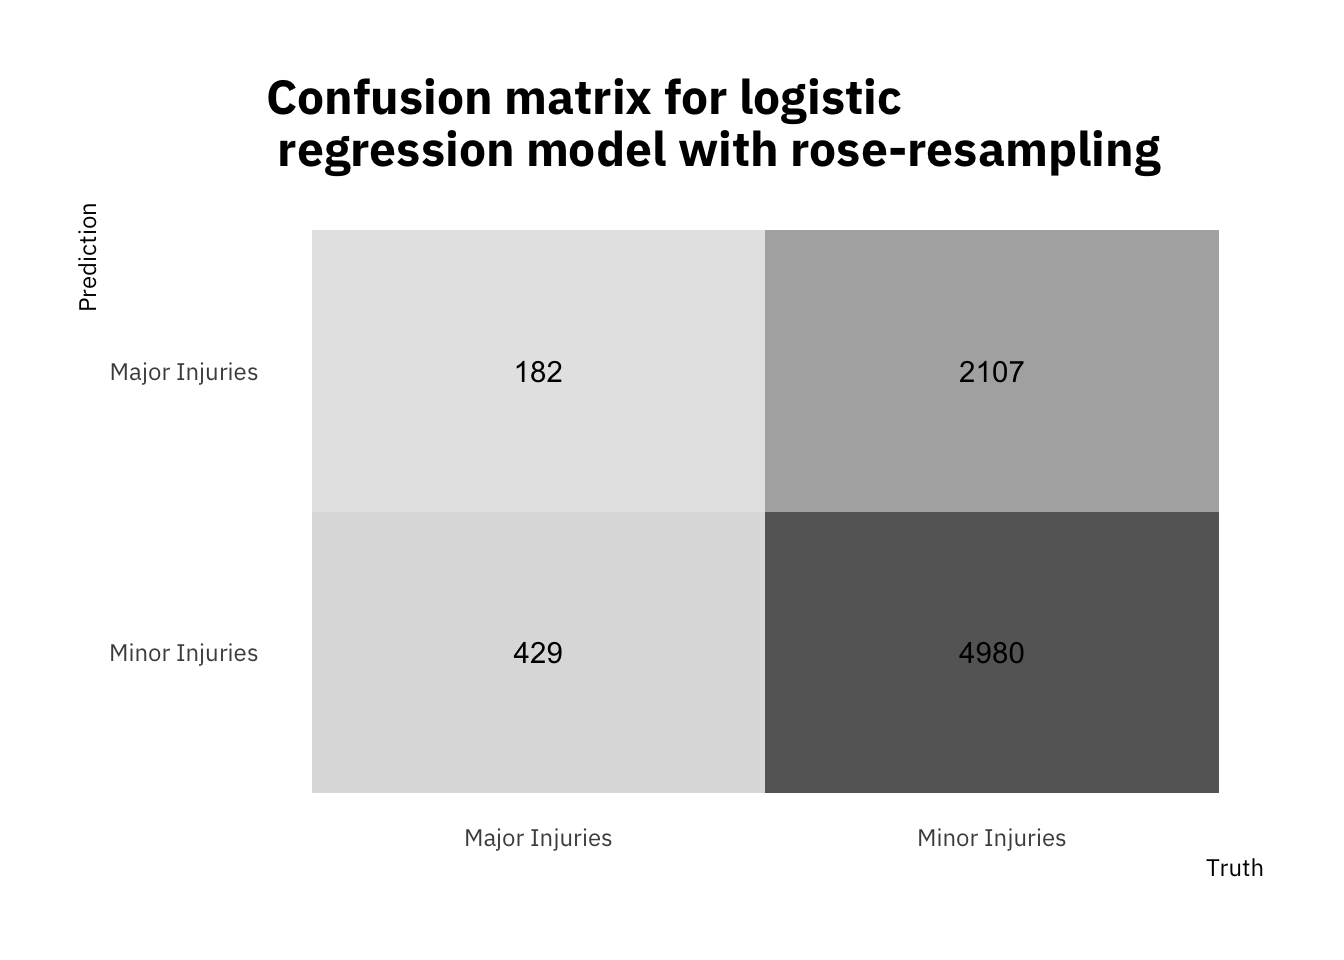 Confusion matrix for logistic
regression model with rose-resampling
Prediction
Major Injuries
182
2107
Minor Injuries
429
4980
Major Injuries
Minor Injuries
Truth